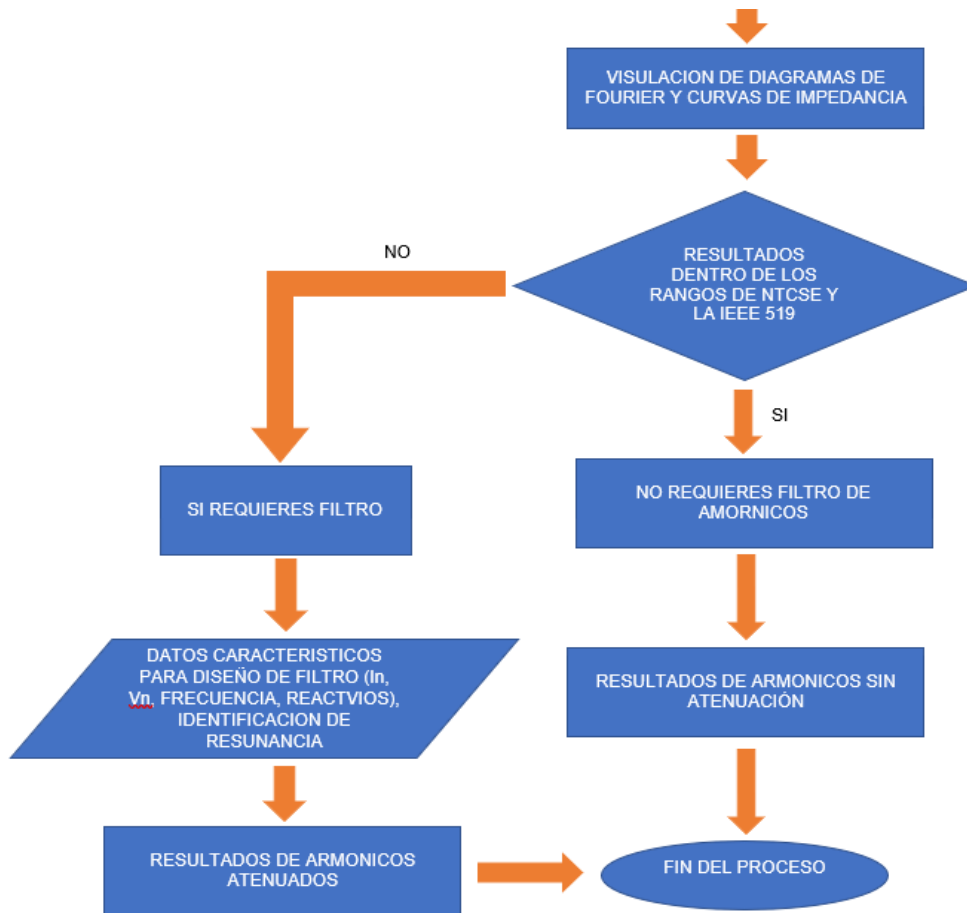 VISULACION DE DIAGRAMAS DE
FOURIER Y CURVAS DE IMPEDANCIA
RESULTADOS
DENTRO DE LOS
RANGOS DE NTCSE Y
LA IEEE 519
NO
SI
SI REQUIERES FILTRO
NO REQUIERES FILTRO DE
AMORNICOS
DATOS CARACTERISTICOS
PARA DISEÑO DE FILTRO (In,
Vn, FRECUENCIA, REACTVIOS),
IDENTIFICACION DE
RESUNANCIA
RESULTADOS DE ARMONICOS SIN
ATENUACIÓN
RESULTADOS DE ARMONICOS
ATENUADOS
FIN DEL PROCESO